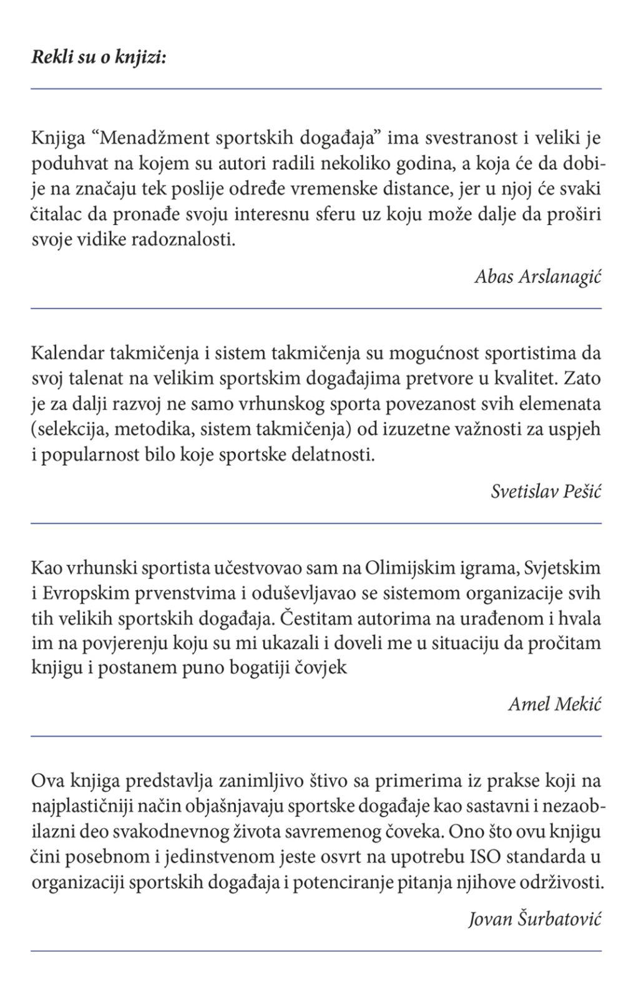 Rekli su o knjizi:
Knjiga “Menadžment sportskih događaja” ima svestranost i veliki je
poduhvat na kojem su autori radili nekoliko godina, a koja će da dobi-
je na značaju tek poslije određe vremenske distance, jer u njoj će svaki
čitalac da pronađe svoju interesnu sferu uz koju može dalje da proširi
svoje vidike radoznalosti.
Abas Arslanagić
Kalendar takmičenja i sistem takmičenja su mogućnost sportistima da
svoj talenat na velikim sportskim događajima pretvore u kvalitet. Zato
je za dalji razvoj ne samo vrhunskog sporta povezanost svih elemenata
(selekcija, metodika, sistem takmičenja) od izuzetne važnosti za uspjeh
i popularnost bilo koje sportske delatnosti.
Svetislav Pešić
Kao vrhunski sportista učestvovao sam na Olimijskim igrama, Svjetskim
i Evropskim prvenstvima i oduševljavao se sistemom organizacije svih
tih velikih sportskih događaja. Čestitam autorima na urađenom i hvala
im na povjerenju koju su mi ukazali i doveli me u situaciju da pročitam
knjigu i postanem puno bogatiji čovjek
Amel Mekić
Ova knjiga predstavlja zanimljivo štivo sa primerima iz prakse koji na
najplastičniji način objašnjavaju sportske događaje kao sastavni i nezaob-
ilazni deo svakodnevnog života savremenog čoveka. Ono što ovu knjigu
čini posebnom i jedinstvenom jeste osvrt na upotrebu ISO standarda u
organizaciji sportskih događaja i potenciranje pitanja njihove održivosti.
Jovan Šurbatović